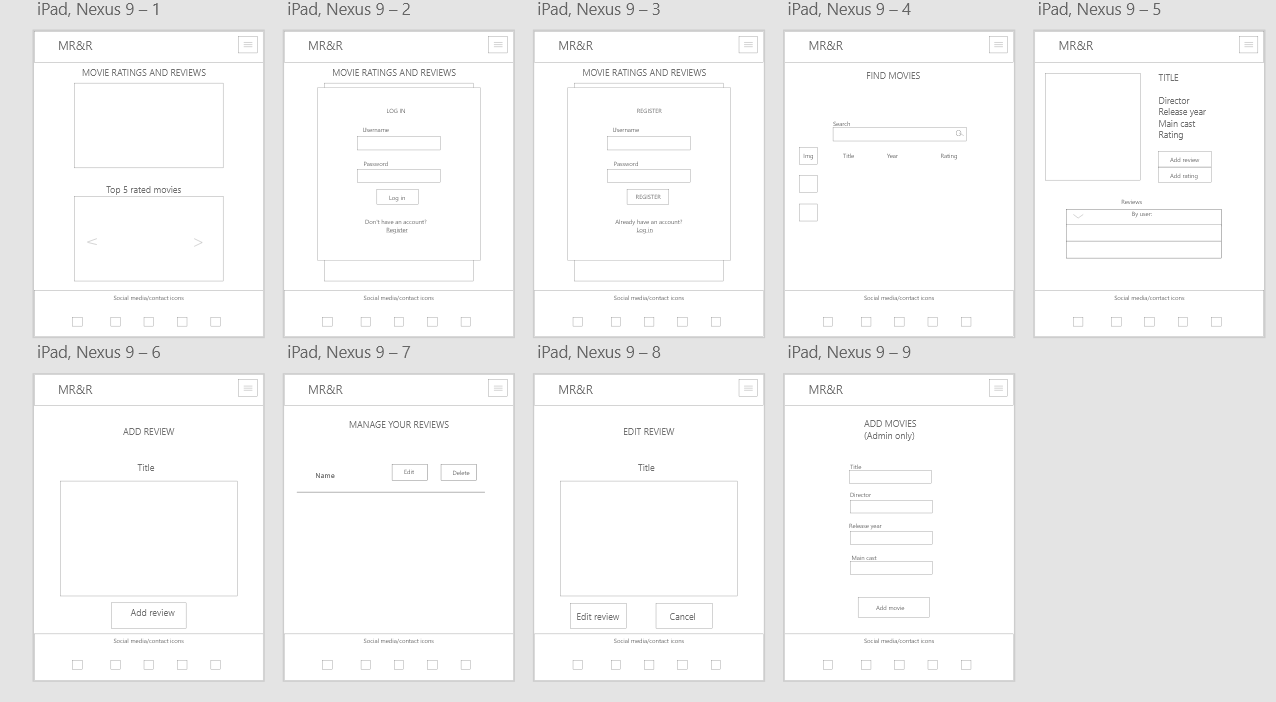 iPad, Nexus 9 – 1
MR&R
MOVIE RATINGS AND REVIEWS
Top 5 rated movies
<
>
Social media/contact icons
iPad, Nexus 9 – 2
MR&R
MOVIE RATINGS AND REVIEWS
LOG IN
Username
Password
Log in
Don't have an account?
Register
Social media/contact icons
iPad, Nexus 9 – 3
MR&R
MOVIE RATINGS AND REVIEWS
REGISTER
Username
Password
REGISTER
Already have an account?
Log in
Social media/contact icons
iPad, Nexus 9 – 4
MR&R
FIND MOVIES
Search
Img Title Year Rating
Social media/contact icons
iPad, Nexus 9 – 5
MR&R
TITLE
Director
Release year
Main cast
Rating
Add review
Add rating
Reviews
By user:
Social media/contact icons
iPad, Nexus 9 – 6
MR&R
ADD REVIEW
Title
Add review
Social media/contact icons
iPad, Nexus 9 – 7
MR&R
MANAGE YOUR REVIEWS
Name Edit Delete
Social media/contact icons
iPad, Nexus 9 – 8
MR&R
EDIT REVIEW
Title
Edit review Cancel
Social media/contact icons
iPad, Nexus 9 – 9
MR&R
ADD MOVIES
(Admin only)
Title
Director
Release year
Main cast
Add movie
Social media/contact icons